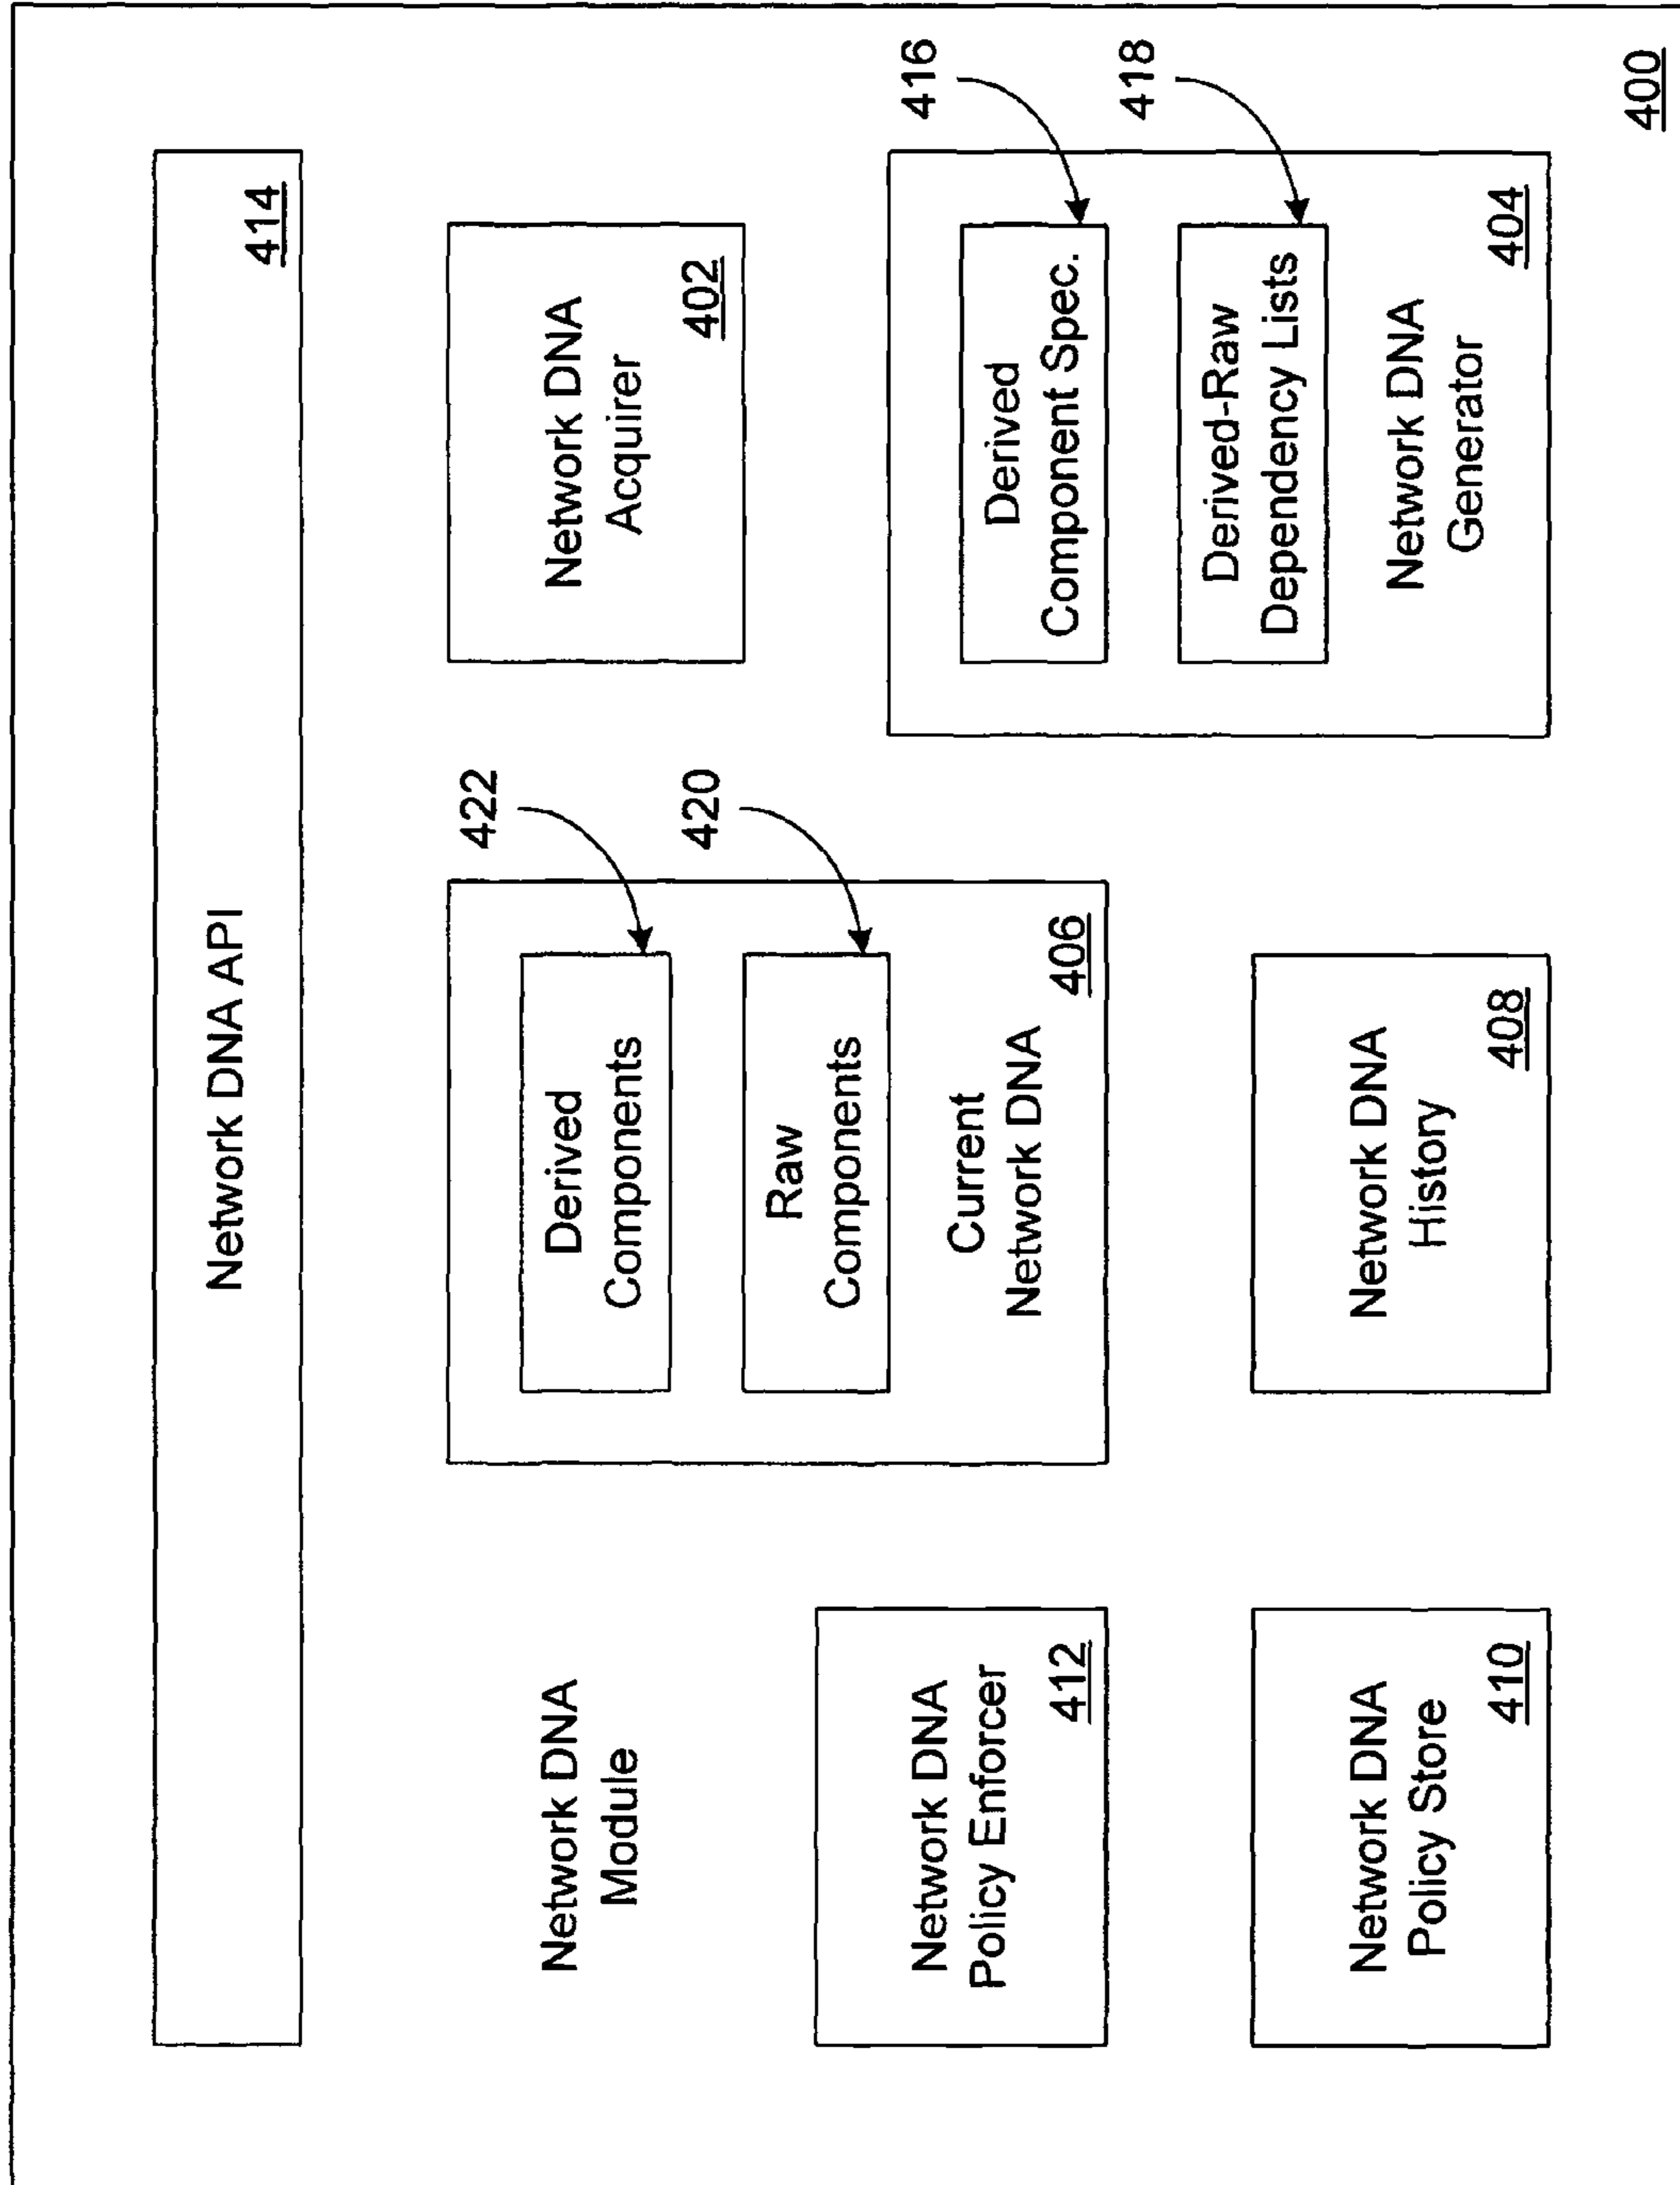 Network DNA API
414
Network DNA
Module
Network DNA
Policy Enforcer
412
Network DNA
Policy Store
410
422
Derived
Components
420
Raw
Components
Current
Network DNA
406
Network DNA
History
408
Network DNA
Acquirer
402
416
Derived
Component Spec.
418
Derived-Raw
Dependency Lists
Network DNA
Generator
404
400